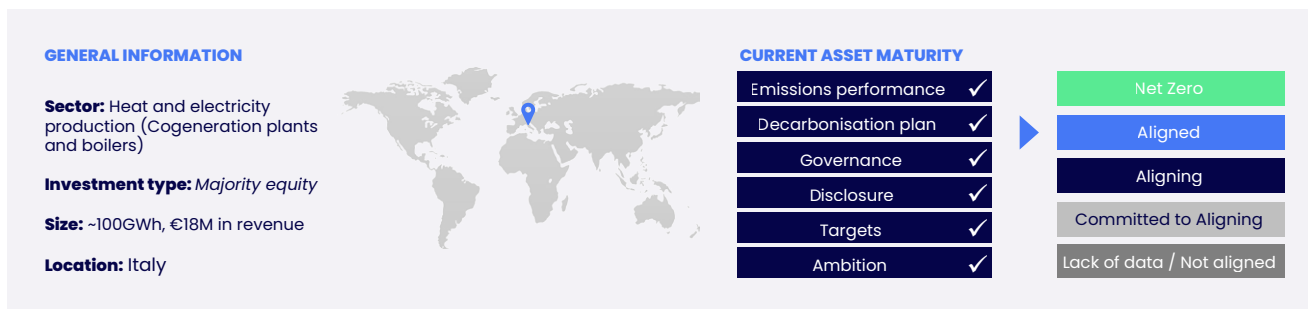 GENERAL INFORMATION
Sector: Heat and electricity
production (Cogeneration plants
and boilers)
Investment type: Majority equity
Size: ~100GWh, €18M in revenue
Location: Italy
CURRENT ASSET MATURITY
Emissions performance ✓
Decarbonisation plan ✓
Governance ✓
Disclosure ✓
Targets ✓
Ambition ✓
Net Zero
Aligned
Aligning
Committed to Aligning
Lack of data / Not aligned